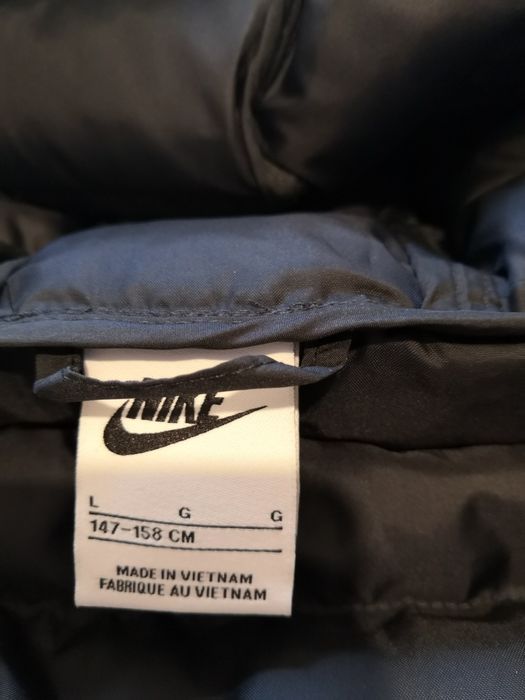 NIKE
L G G
147-158 CM
MADE IN VIETNAM
FABRIQUE AU VIETNAM